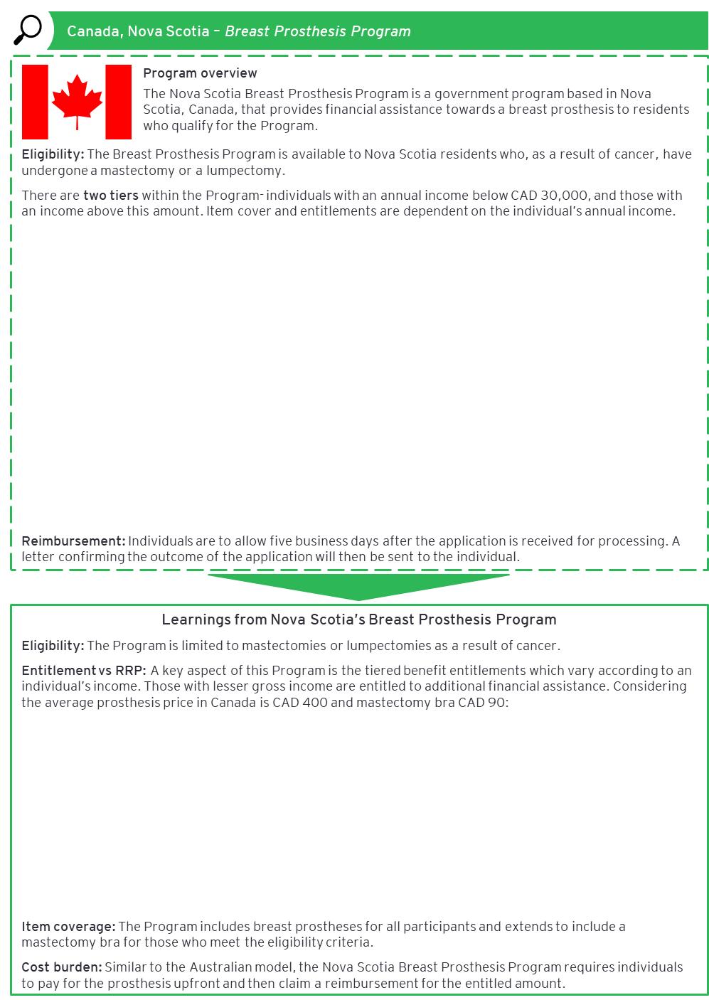 Canada, Nova Scotia – Breast Prosthesis Program
Program overview
The Nova Scotia Breast Prosthesis Program is a government program based in Nova
Scotia, Canada, that provides financial assistance towards a breast prosthesis to residents
who qualify for the Program.
Eligibility: The Breast Prosthesis Program is available to Nova Scotia residents who, as a result of cancer, have
undergone a mastectomy or a lumpectomy.
There are two tiers within the Program- individuals with an annual income below CAD 30,000, and those with
an income above this amount. Item cover and entitlements are dependent on the individual's annual income.
Reimbursement: Individuals are to allow five business days after the application is received for processing. A
letter confirming the outcome of the application will then be sent to the individual.
Learnings from Nova Scotia's Breast Prosthesis Program
Eligibility: The Program is limited to mastectomies or lumpectomies as a result of cancer.
Entitlement vs RRP: A key aspect of this Program is the tiered benefit entitlements which vary according to an
individual's income. Those with lesser gross income are entitled to additional financial assistance. Considering
the average prosthesis price in Canada is CAD 400 and mastectomy bra CAD 90:
Item coverage: The Program includes breast prostheses for all participants and extends to include a
mastectomy bra for those who meet the eligibility criteria.
Cost burden: Similar to the Australian model, the Nova Scotia Breast Prosthesis Program requires individuals
to pay for the prosthesis upfront and then claim a reimbursement for the entitled amount.